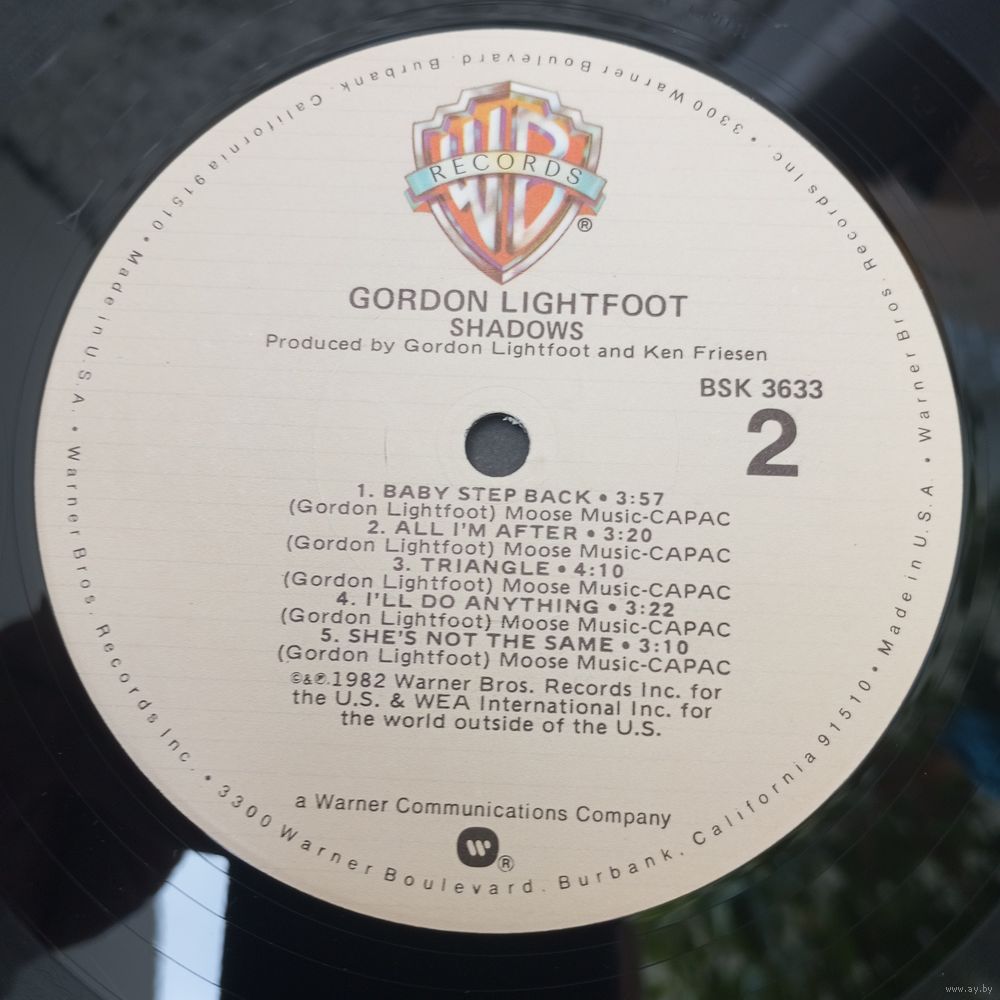 RECORDS
®
GORDON LIGHTFOOT
SHADOWS
Produced by Gordon Lightfoot and Ken Friesen
BSK 3633
2
1. BABY STEP BACK • 3:57
(Gordon Lightfoot) Moose Music-CAPAC
2. ALL I'M AFTER • 3:20
(Gordon Lightfoot) Moose Music-CAPAC
3. TRIANGLE • 4:10
(Gordon Lightfoot) Moose Music-CAPAC
4. I'LL DO ANYTHING • 3:22
(Gordon Lightfoot) Moose Music-CAPAC
5. SHE'S NOT THE SAME • 3:10
(Gordon Lightfoot) Moose Music-CAPAC
©&℗.1982 Warner Bros. Records Inc. for
the U.S. & WEA International Inc. for
the world outside of the U.S.
a Warner Communications Company
®
Warner Bros. Records Inc. • 3300 Warner Boulevard. Burbank. California 91510 • Made in U.S.A. • Warner Bros. Records Inc. • 3300 Warner Boulevard. Burbank. California 91510 • Made in U.S.A. •
www.ay.by